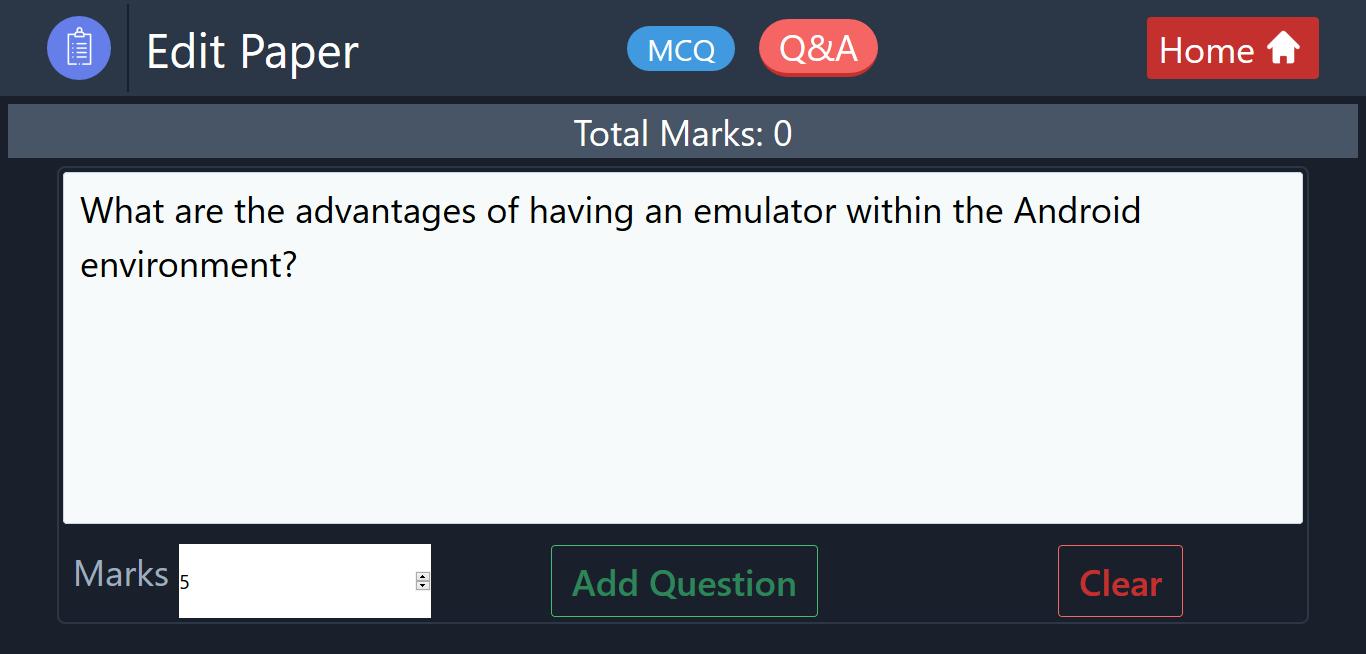 Edit Paper
MCQ
Q&A
Home
Total Marks: 0
What are the advantages of having an emulator within the Android
environment?
Marks
5
Add Question
Clear